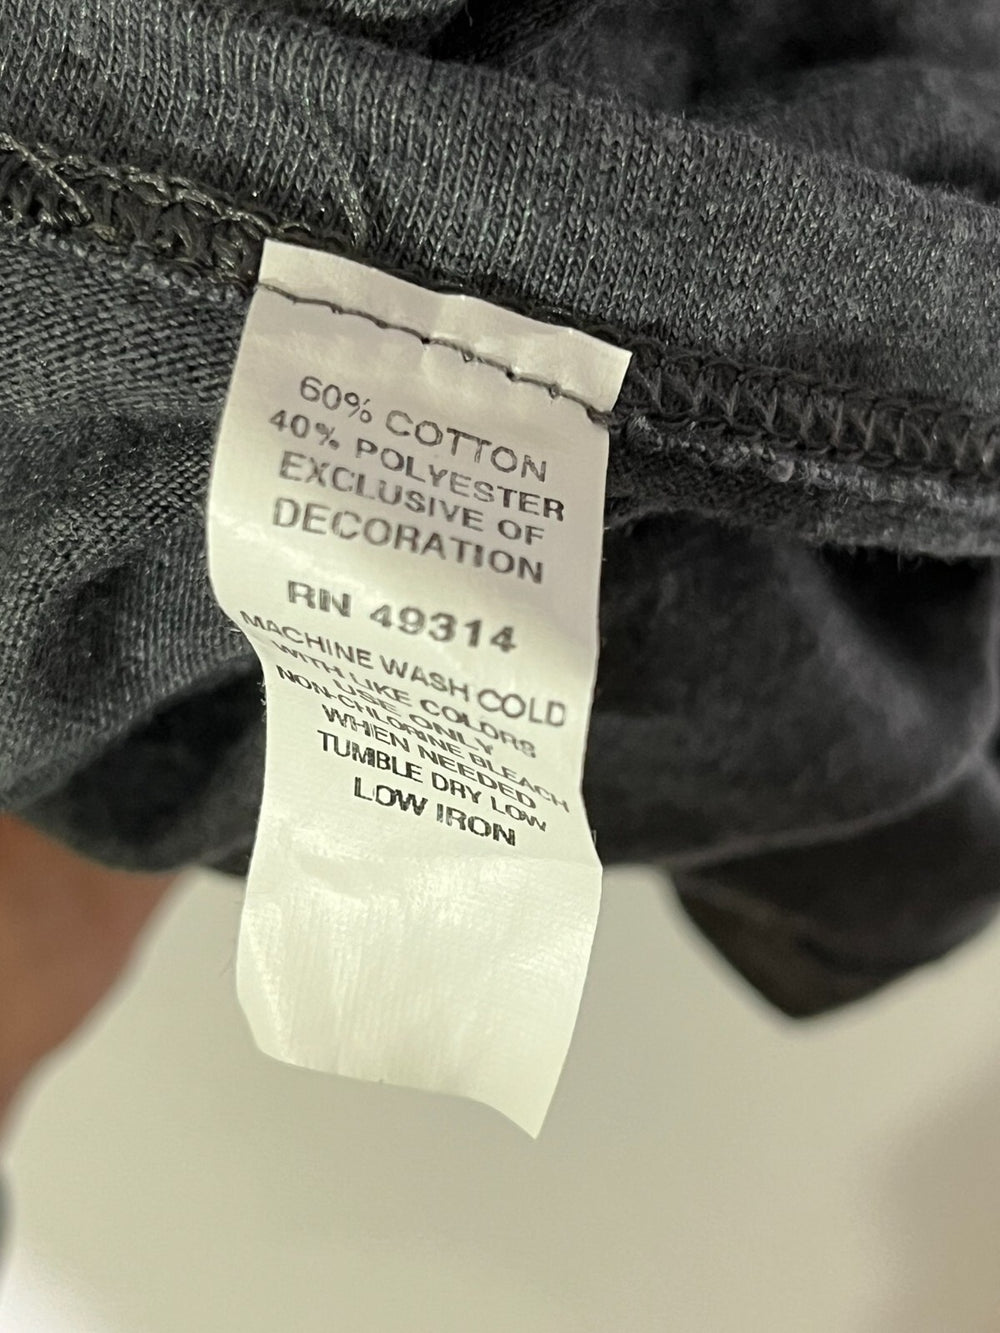 60% COTTON
40% POLYESTER
EXCLUSIVE OF
DECORATION
RN 49314
MACHINE WASH COLD
WITH LIKE COLORS
USE ONLY
NON-CHLORINE BLEACH
WHEN NEEDED
TUMBLE DRY LOW
LOW IRON